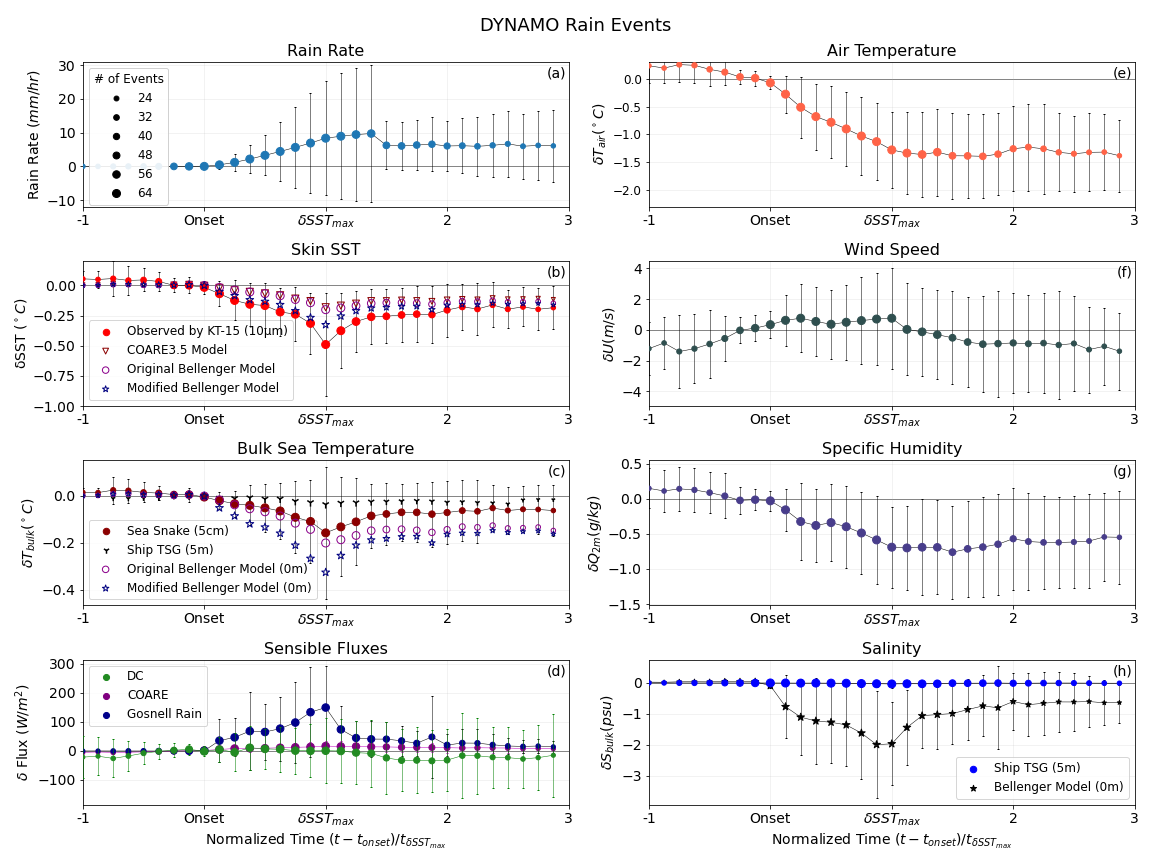 DYNAMO Rain Events
Rain Rate
(a)
Rain Rate (mm/hr)
30
20
10
0
−10
# of Events
24
32
40
48
56
64
-1
Onset
δSST_max
2
3
Air Temperature
(e)
δT_air(°C)
0.0
−0.5
−1.0
−1.5
−2.0
-1
Onset
δSST_max
2
3
Skin SST
(b)
δSST (°C)
0.00
−0.25
−0.50
−0.75
−1.00
Observed by KT-15 (10μm)
COARE3.5 Model
Original Bellenger Model
Modified Bellenger Model
-1
Onset
δSST_max
2
3
Wind Speed
(f)
δU(m/s)
4
2
0
−2
−4
-1
Onset
δSST_max
2
3
Bulk Sea Temperature
(c)
δT_bulk(°C)
0.0
−0.2
−0.4
Sea Snake (5cm)
Ship TSG (5m)
Original Bellenger Model (0m)
Modified Bellenger Model (0m)
-1
Onset
δSST_max
2
3
Specific Humidity
(g)
δQ_2m(g/kg)
0.5
0.0
−0.5
−1.0
−1.5
-1
Onset
δSST_max
2
3
Sensible Fluxes
(d)
δ Flux (W/m²)
300
200
100
0
−100
DC
COARE
Gosnell Rain
-1
Onset
δSST_max
2
3
Normalized Time (t − t_onset)/t_δSST_max
Salinity
(h)
δS_bulk(psu)
0
−1
−2
−3
Ship TSG (5m)
Bellenger Model (0m)
-1
Onset
δSST_max
2
3
Normalized Time (t − t_onset)/t_δSST_max